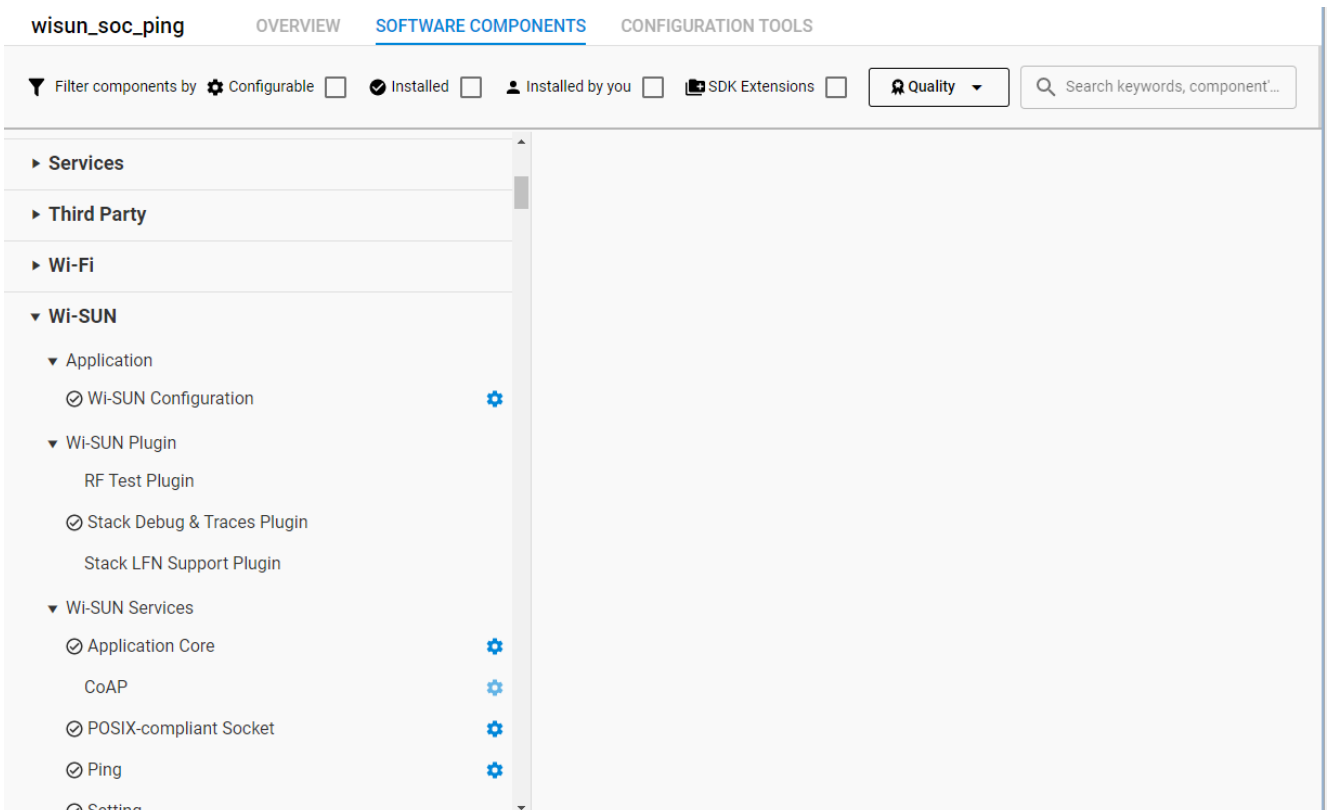 wisun_soc_ping OVERVIEW SOFTWARE COMPONENTS CONFIGURATION TOOLS
Filter components by Configurable Installed Installed by you SDK Extensions Quality Search keywords, component'...
Services
Third Party
Wi-Fi
Wi-SUN
Application
Wi-SUN Configuration
Wi-SUN Plugin
RF Test Plugin
Stack Debug & Traces Plugin
Stack LFN Support Plugin
Wi-SUN Services
Application Core
CoAP
POSIX-compliant Socket
Ping
Setting